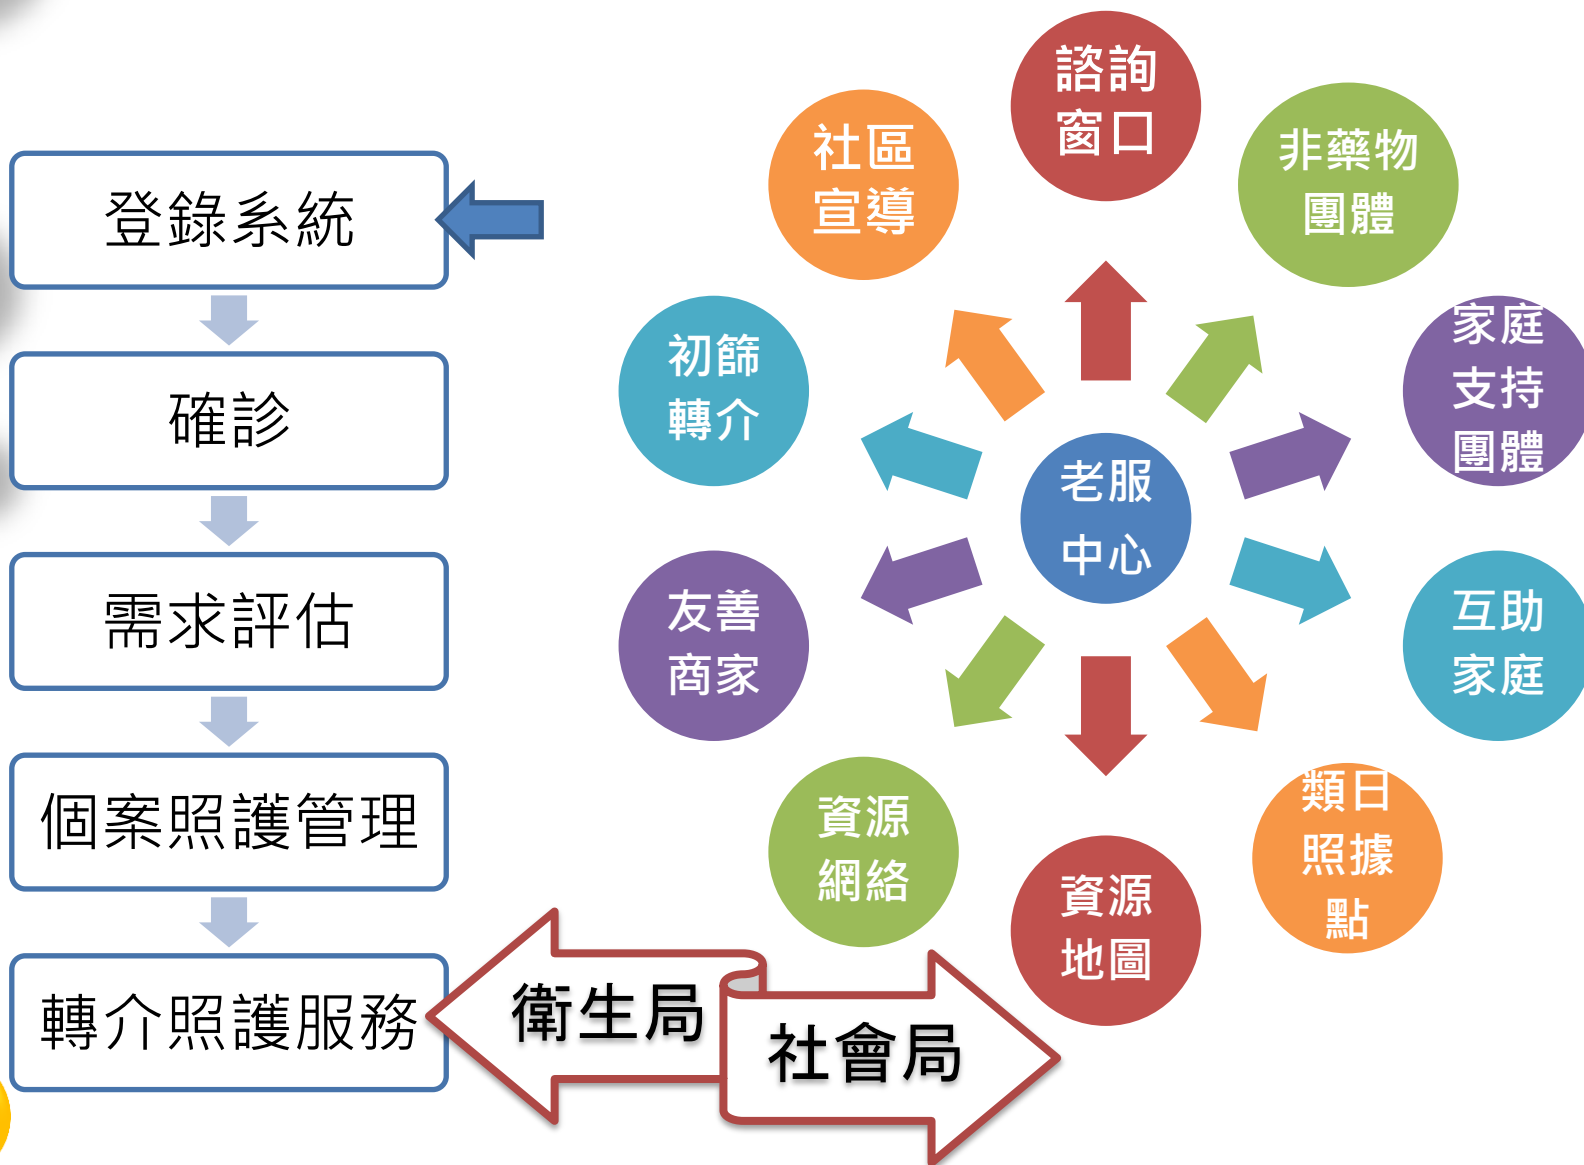 登錄系統
確診
需求評估
個案照護管理
轉介照護服務
衛生局
社會局
老服
中心
諮詢
窗口
非藥物
團體
家庭
支持
團體
互助
家庭
類日
照據
點
資源
地圖
資源
網絡
友善
商家
初篩
轉介
社區
宣導